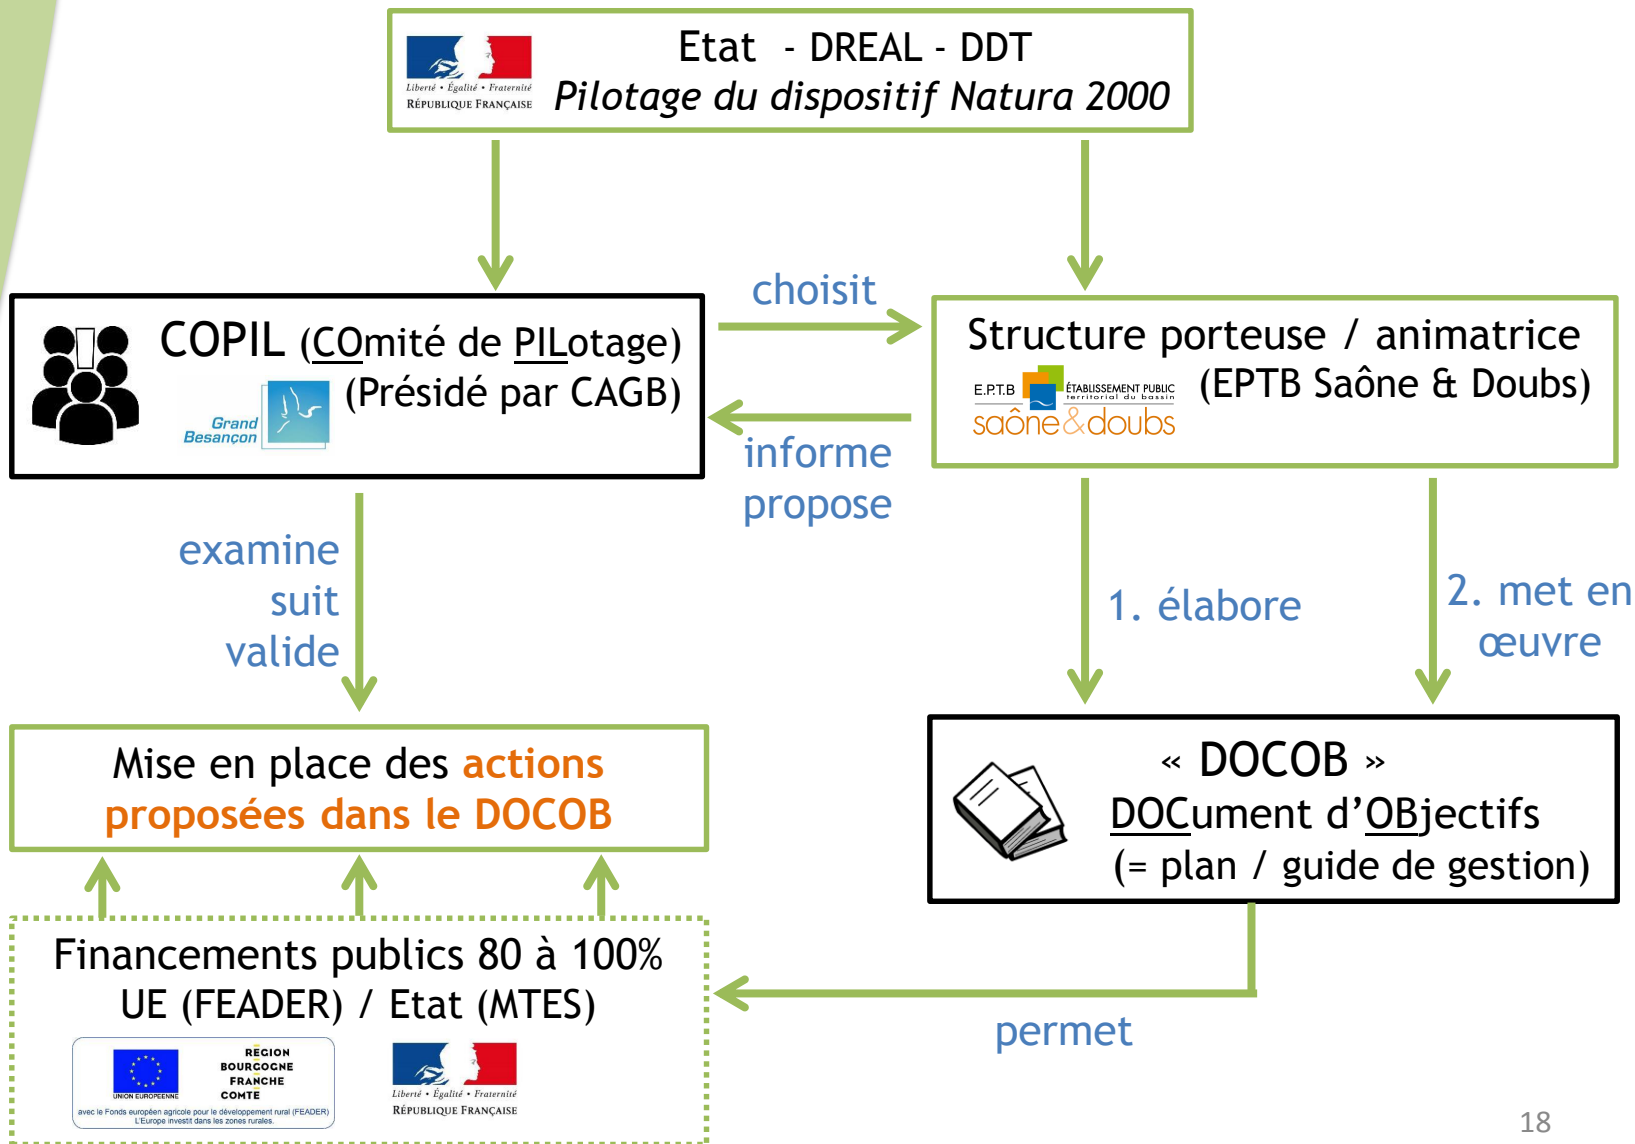 Etat - DREAL - DDT
Pilotage du dispositif Natura 2000
Liberté • Égalité • Fraternité
RÉPUBLIQUE FRANÇAISE
choisit
COPIL (COmité de PILotage)
(Présidé par CAGB)
Grand
Besançon
Structure porteuse / animatrice
(EPTB Saône & Doubs)
E.P.T.B
ÉTABLISSEMENT PUBLIC
territorial du bassin
saône&doubs
informe
propose
examine
suit
valide
1. élabore
2. met en
œuvre
Mise en place des actions
proposées dans le DOCOB
« DOCOB »
DOCument d’OBjectifs
(= plan / guide de gestion)
Financements publics 80 à 100%
UE (FEADER) / Etat (MTES)
permet
UNION EUROPEENNE
REGION
BOURGOGNE
FRANCHE
COMTE
avec le Fonds européen agricole pour le développement rural (FEADER)
L'Europe investit dans les zones rurales.
Liberté • Égalité • Fraternité
RÉPUBLIQUE FRANÇAISE
18